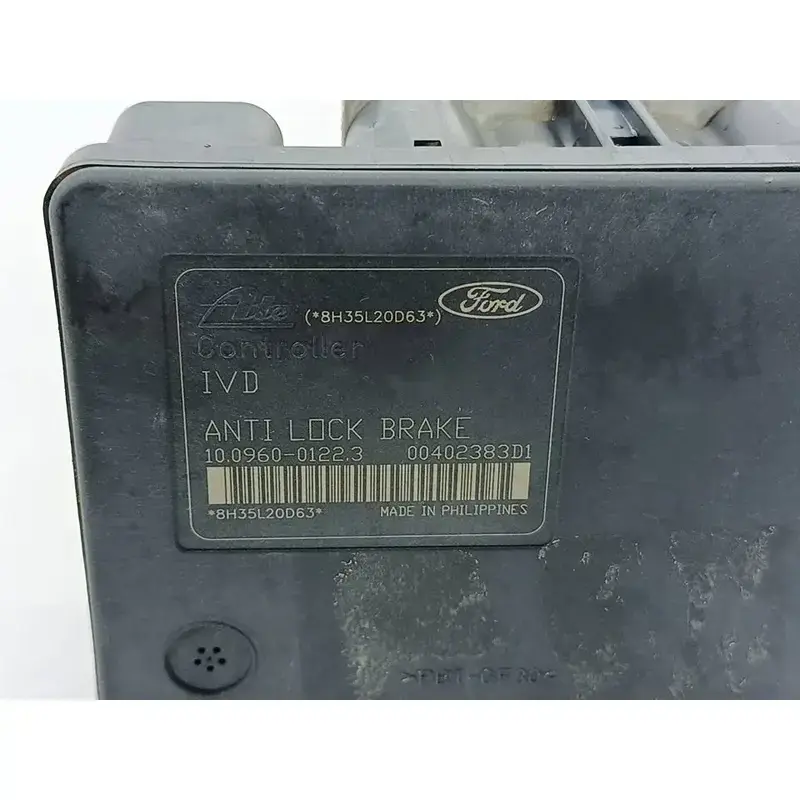 Ate (*8H35L20D63*) Ford
Controller
IVD
ANTI LOCK BRAKE
10.0960-0122.3 00402383D1
*8H35L20D63* MADE IN PHILIPPINES